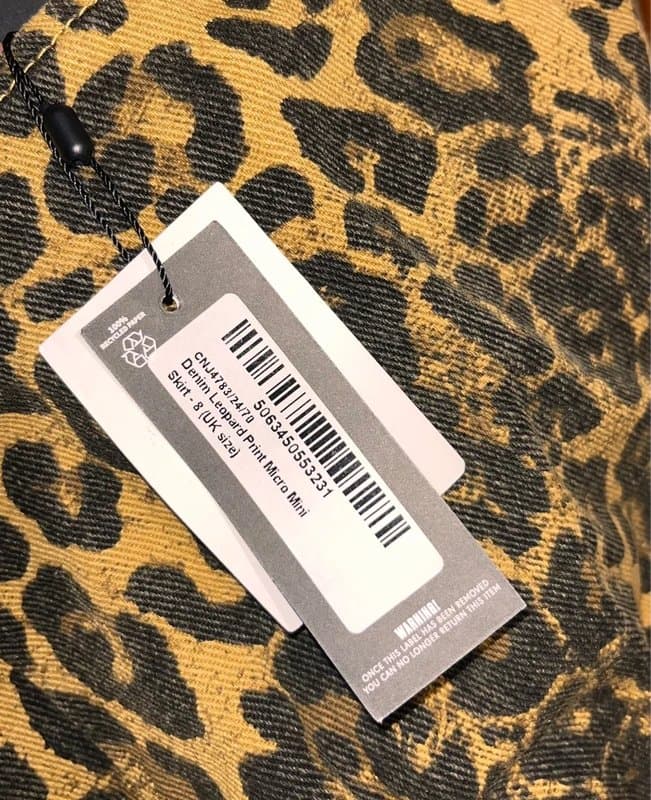 100%
RECYCLED PAPER
5063450553231
CNJ4783/24/70
Denim Leopard Print Micro Mini
Skirt - 8 (UK size)
WARNING!
ONCE THIS LABEL HAS BEEN REMOVED
YOU CAN NO LONGER RETURN THIS ITEM